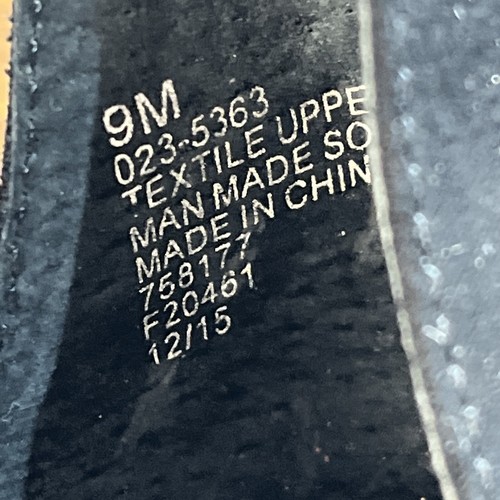 9M
023-5363
TEXTILE UPPE
MAN MADE SO
MADE IN CHIN
758177
F20461
12/15